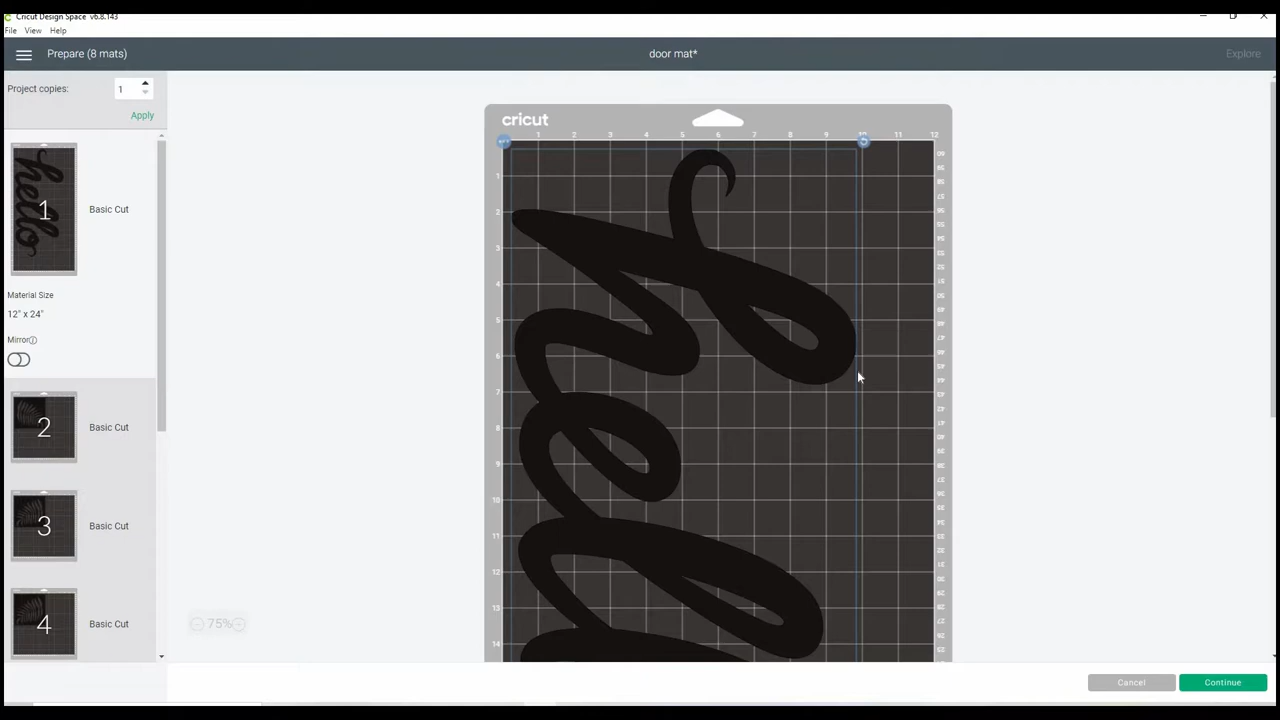 Cricut Design Space v6.8.143
File View Help
Prepare (8 mats)
door mat*
Explore
Project copies:
1
Apply
1
Basic Cut
Material Size
12" x 24"
Mirror
2
Basic Cut
3
Basic Cut
4
Basic Cut
75%
cricut
1 2 3 4 5 6 7 8 9 10 11 12
1
2
3
4
5
6
7
8
9
10
11
12
13
14
hello
Cancel
Continue